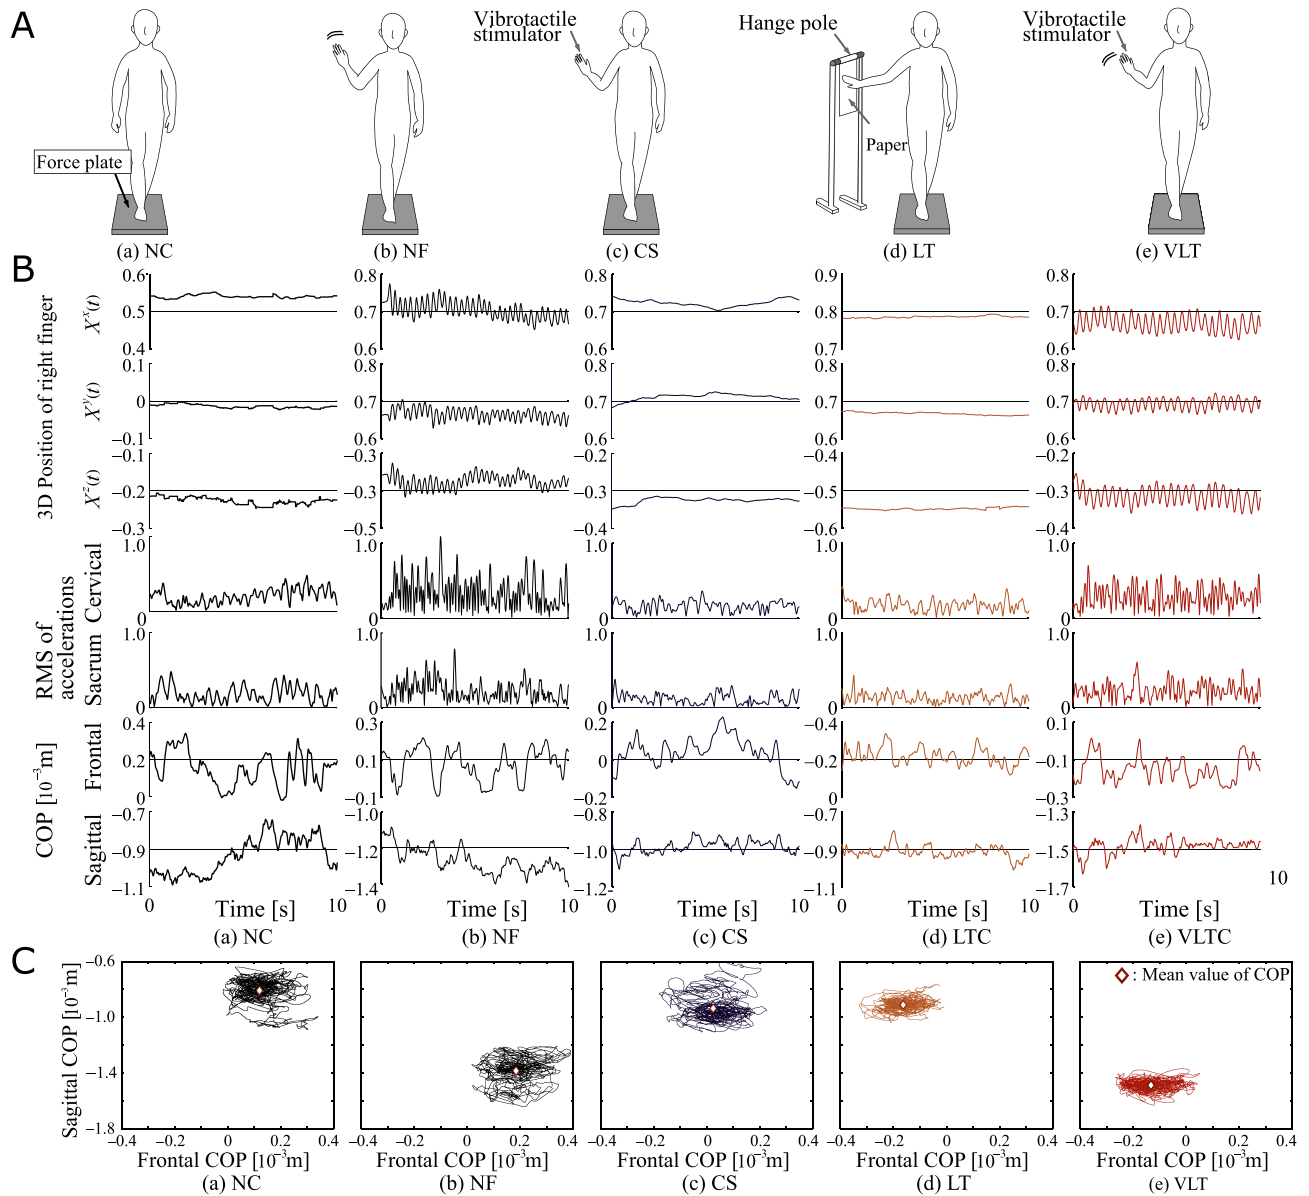 A
Force plate
(a) NC
(b) NF
Vibrotactile
stimulator
(c) CS
Hange pole
Paper
(d) LT
Vibrotactile
stimulator
(e) VLT
B
3D Position of right finger
X^x(t)
0.6
0.5
0.4
0.8
0.7
0.6
0.8
0.7
0.6
0.9
0.8
0.7
0.8
0.7
0.6
X^y(t)
0.1
0
−0.1
0.8
0.7
0.6
0.8
0.7
0.6
0.8
0.7
0.6
0.8
0.7
0.6
X^z(t)
−0.1
−0.2
−0.3
−0.3
−0.3
−0.5
−0.2
−0.3
−0.4
−0.4
−0.5
−0.6
−0.2
−0.3
−0.4
RMS of
accelerations
Cervical
1.0
0
1.0
0
1.0
0
1.0
0
1.0
0
Sacrum
1.0
0
1.0
0
1.0
0
1.0
0
1.0
0
COP [10⁻³ m]
Frontal
0.4
0.2
0
0.3
0.1
−0.1
0.2
0
−0.2
−0.4
−0.2
0
0.1
−0.1
−0.3
Sagittal
−0.7
−0.9
−1.1
−1.0
−1.2
−1.4
−0.8
−1.0
−1.2
−0.7
−0.9
−1.1
−1.3
−1.5
−1.7
0 Time [s] 10
0 Time [s] 10
0 Time [s] 10
0 Time [s] 10
0 Time [s]
10
(a) NC
(b) NF
(c) CS
(d) LTC
(e) VLTC
C
Sagittal COP [10⁻³m]
−0.6
−1.0
−1.4
−1.8
: Mean value of COP
−0.4 −0.2 0 0.2 0.4
−0.4 −0.2 0 0.2 0.4
−0.4 −0.2 0 0.2 0.4
−0.4 −0.2 0 0.2 0.4
−0.4 −0.2 0 0.2 0.4
Frontal COP [10⁻³m]
Frontal COP [10⁻³m]
Frontal COP [10⁻³m]
Frontal COP [10⁻³m]
Frontal COP [10⁻³m]
(a) NC
(b) NF
(c) CS
(d) LT
(e) VLT